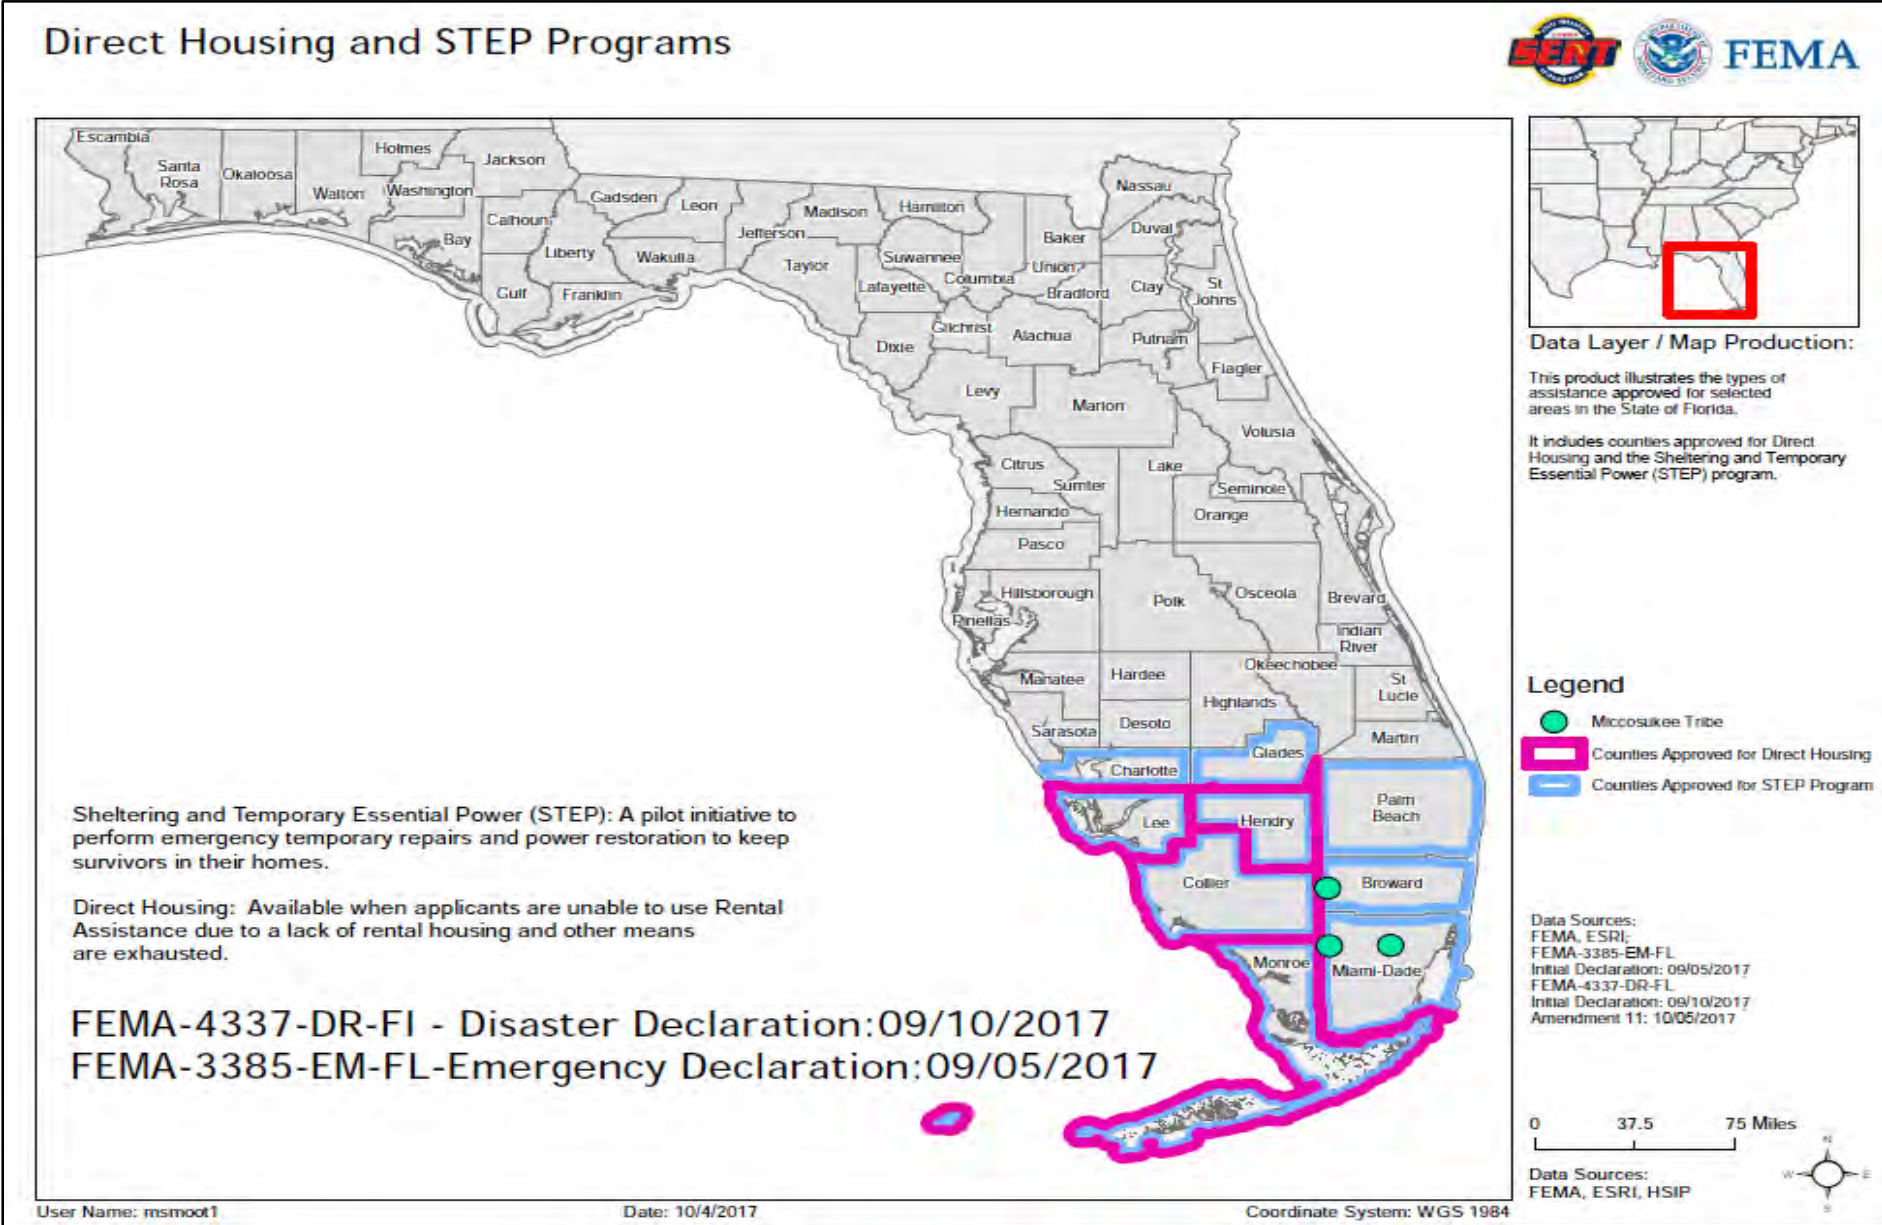 Direct Housing and STEP Programs
SERT
FEMA
Escambia
Santa
Rosa
Okaloosa
Walton
Holmes
Washington
Jackson
Bay
Calhoun
Gulf
Liberty
Franklin
Gadsden
Leon
Wakulla
Jefferson
Madison
Taylor
Hamilton
Suwannee
Lafayette
Columbia
Baker
Union
Bradford
Nassau
Duval
Clay
St
Johns
Dixie
Gilchrist
Alachua
Putnam
Flagler
Levy
Marion
Volusia
Citrus
Sumter
Lake
Seminole
Hernando
Orange
Pasco
Hillsborough
Pinellas
Polk
Osceola
Brevard
Indian
River
Manatee
Hardee
Okeechobee
Highlands
St
Lucie
Sarasota
Desoto
Martin
Charlotte
Glades
Lee
Hendry
Palm
Beach
Collier
Broward
Monroe
Miami-Dade
Sheltering and Temporary Essential Power (STEP): A pilot initiative to
perform emergency temporary repairs and power restoration to keep
survivors in their homes.
Direct Housing: Available when applicants are unable to use Rental
Assistance due to a lack of rental housing and other means
are exhausted.
FEMA-4337-DR-Fl - Disaster Declaration:09/10/2017
FEMA-3385-EM-FL-Emergency Declaration:09/05/2017
Data Layer / Map Production:
This product illustrates the types of
assistance approved for selected
areas in the State of Florida.
It includes counties approved for Direct
Housing and the Sheltering and Temporary
Essential Power (STEP) program.
Legend
Miccosukee Tribe
Counties Approved for Direct Housing
Counties Approved for STEP Program
Data Sources:
FEMA, ESRI,
FEMA-3385-EM-FL
Initial Declaration: 09/05/2017
FEMA-4337-DR-FL
Initial Declaration: 09/10/2017
Amendment 11: 10/05/2017
0 37.5 75 Miles
N
W E
S
Data Sources:
FEMA, ESRI, HSIP
User Name: msmoot1
Date: 10/4/2017
Coordinate System: WGS 1984